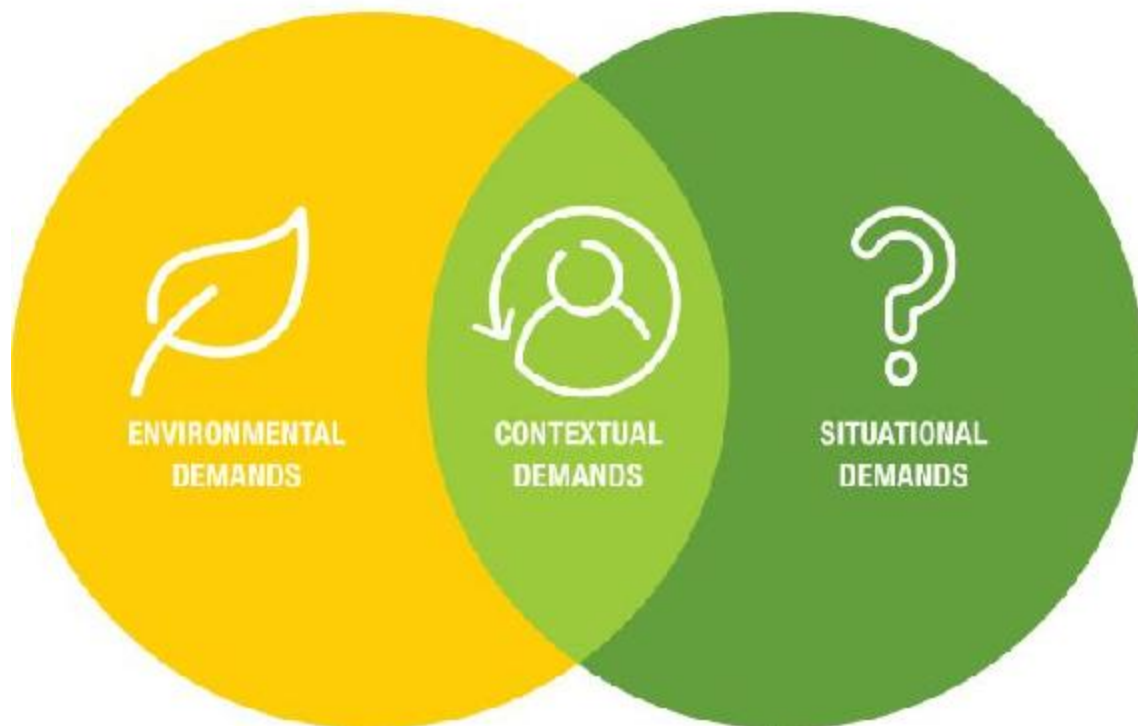 ENVIRONMENTAL
DEMANDS
CONTEXTUAL
DEMANDS
SITUATIONAL
DEMANDS